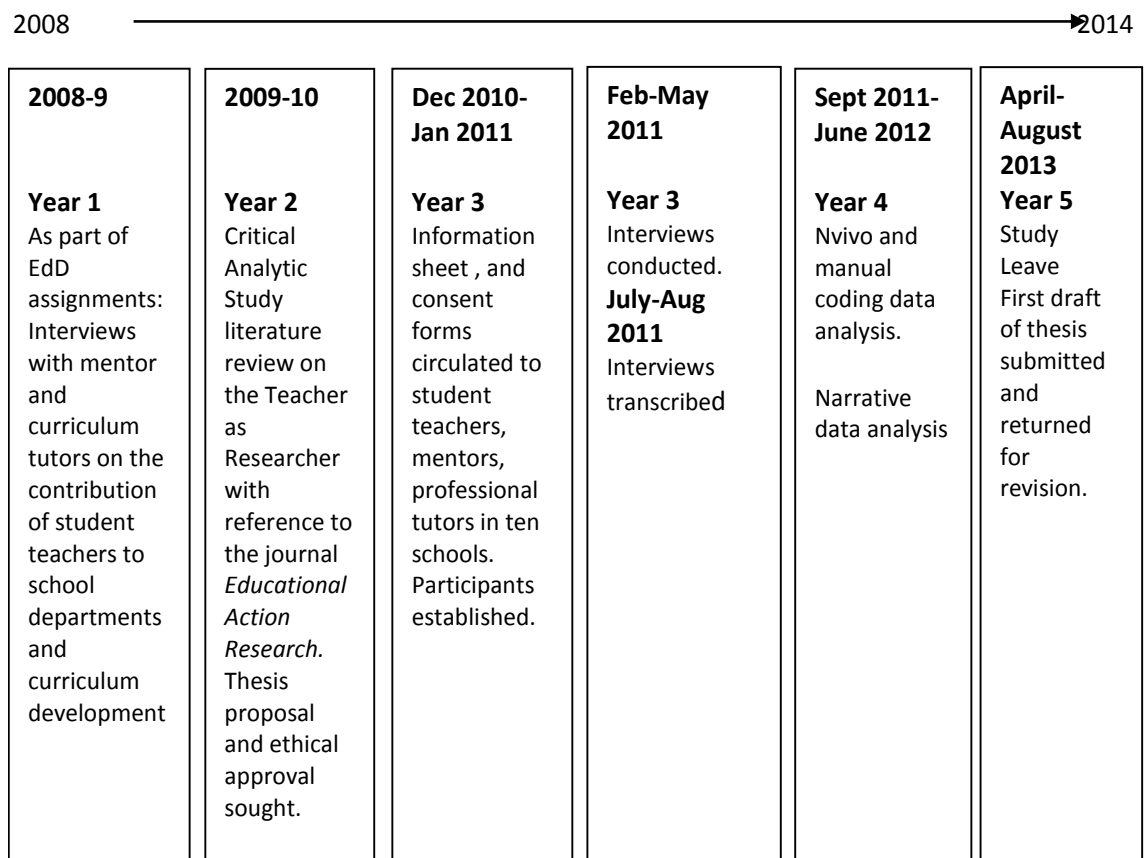 2008
2014
2008-9
Year 1
As part of
EdD
assignments:
Interviews
with mentor
and
curriculum
tutors on the
contribution
of student
teachers to
school
departments
and
curriculum
development
2009-10
Year 2
Critical
Analytic
Study
literature
review on
the Teacher
as
Researcher
with
reference to
the journal
Educational
Action
Research.
Thesis
proposal
and ethical
approval
sought.
Dec 2010-
Jan 2011
Year 3
Information
sheet , and
consent
forms
circulated to
student
teachers,
mentors,
professional
tutors in ten
schools.
Participants
established.
Feb-May
2011
Year 3
Interviews
conducted.
July-Aug
2011
Interviews
transcribed
Sept 2011-
June 2012
Year 4
Nvivo and
manual
coding data
analysis.
Narrative
data analysis
April-
August
2013
Year 5
Study
Leave
First draft
of thesis
submitted
and
returned
for
revision.